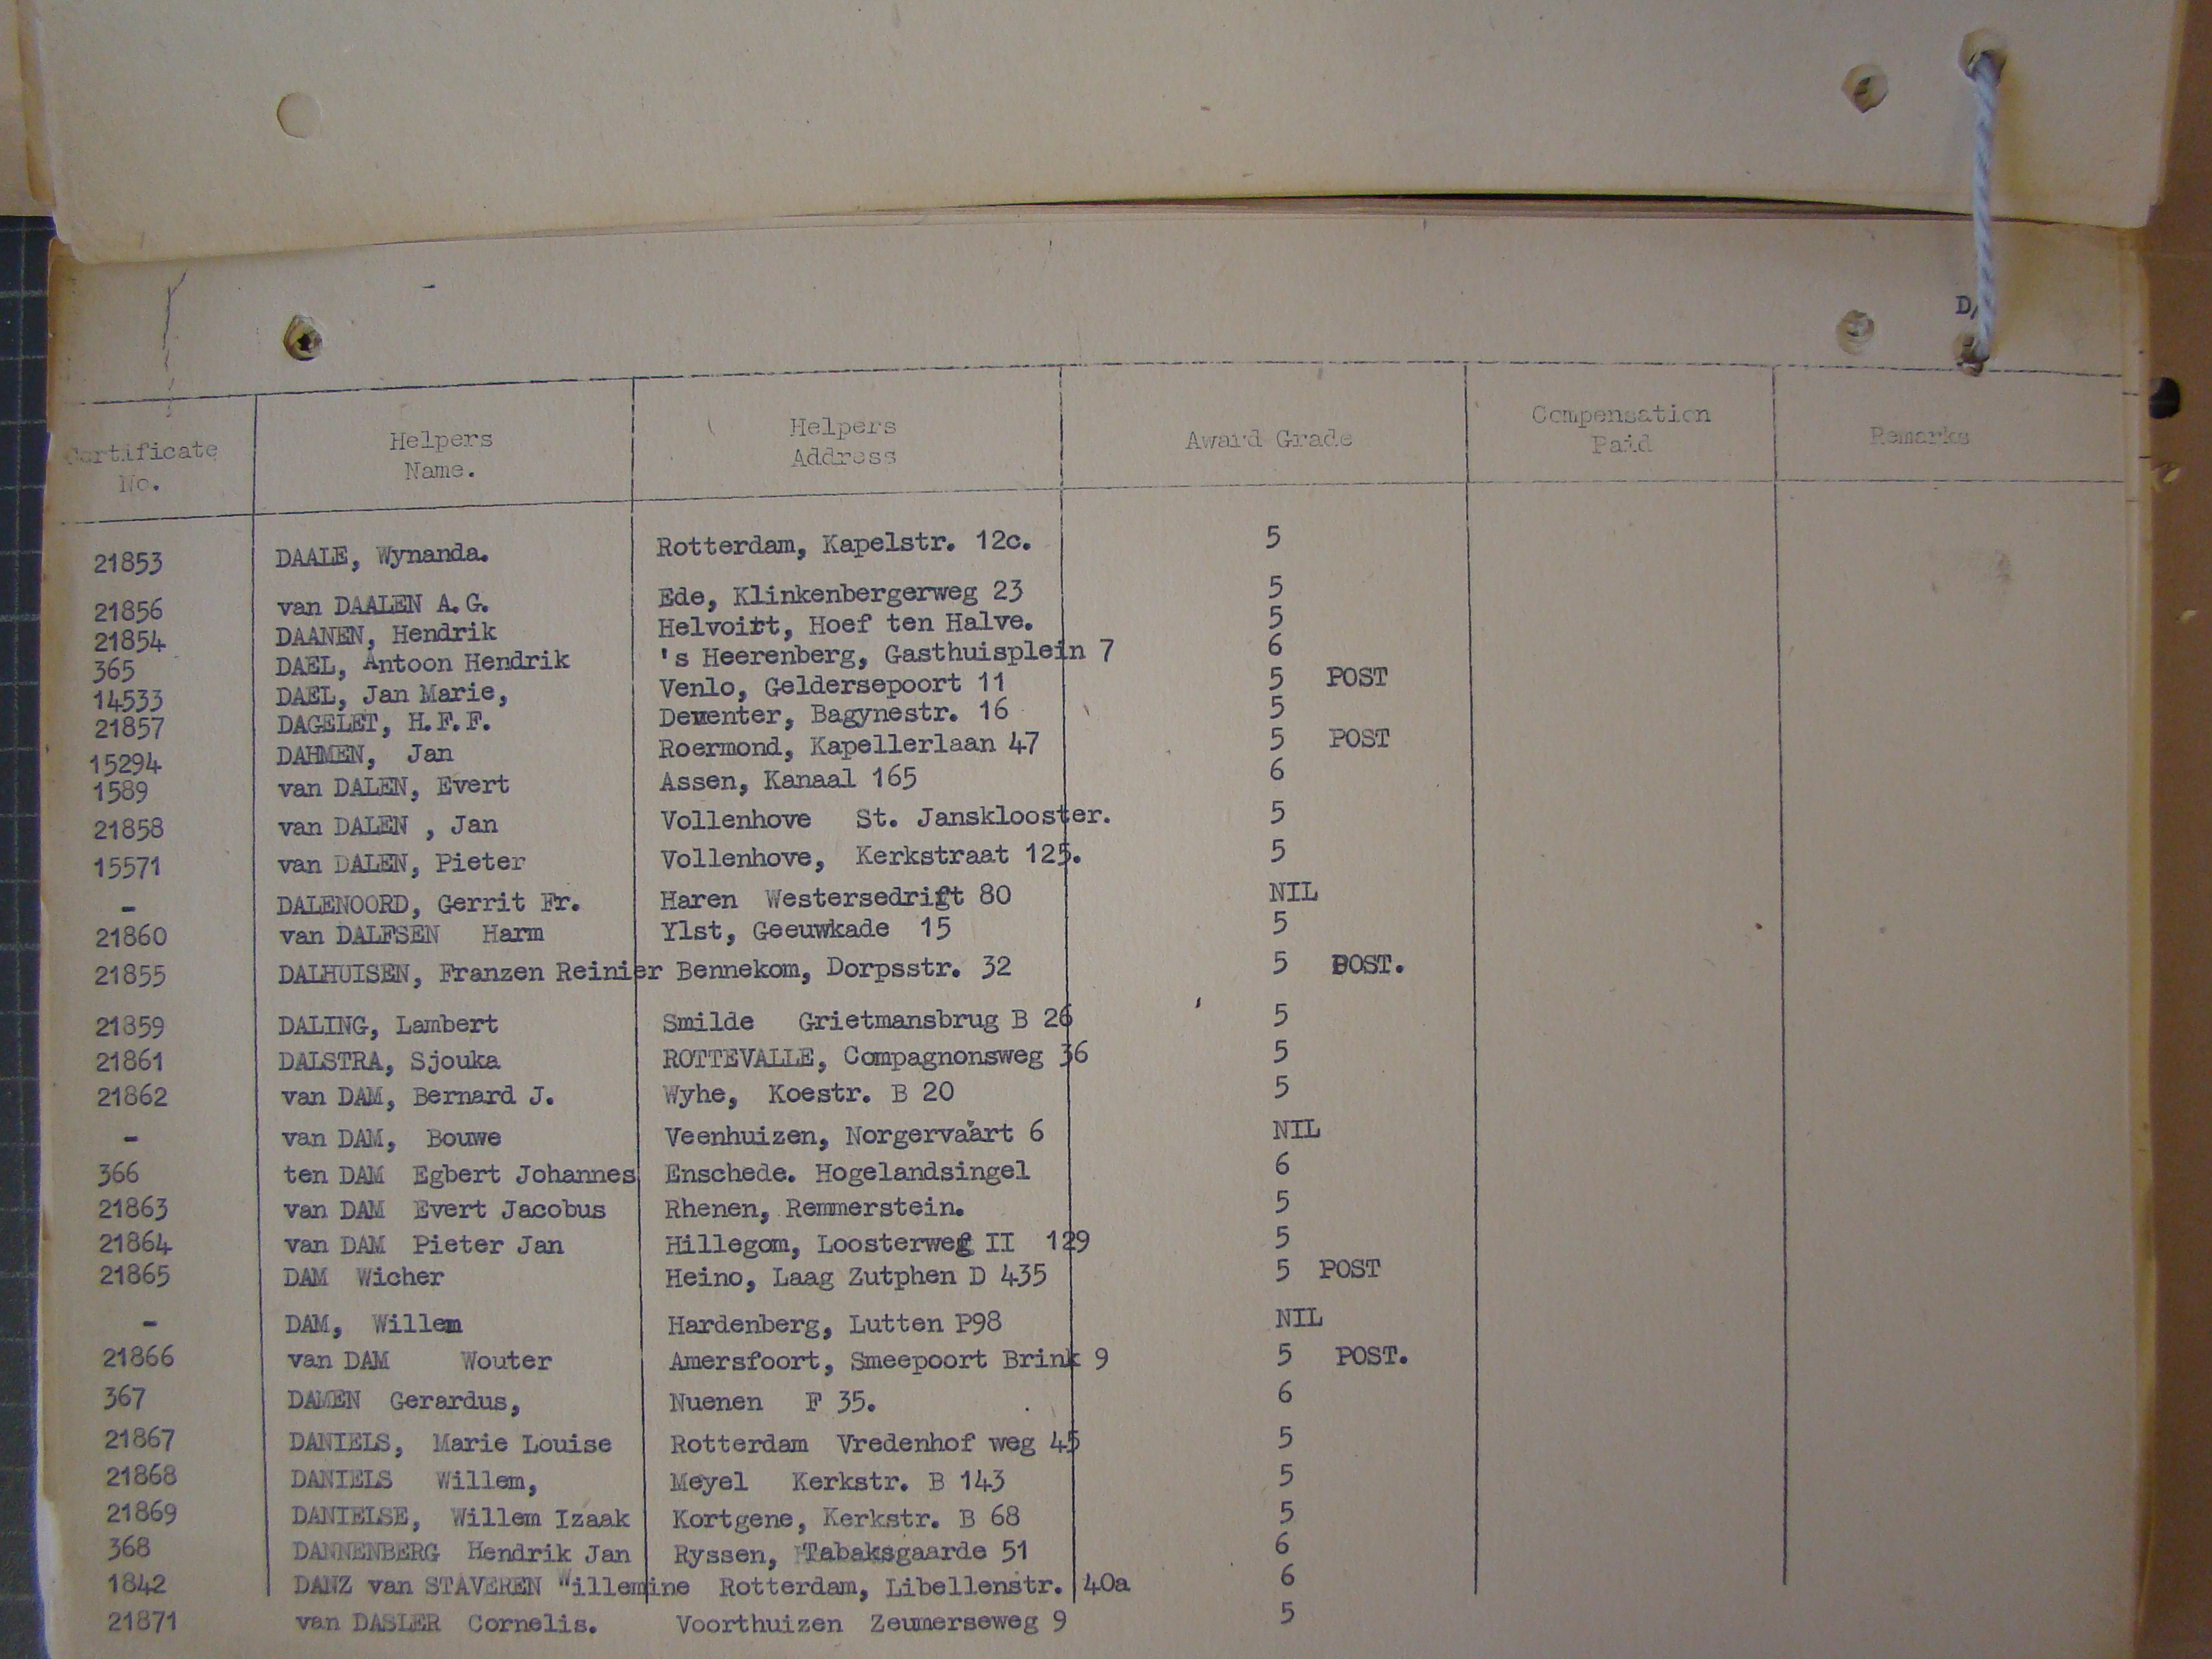 D/
Certificate No. Helpers Name. Helpers Address Award Grade Compensation Paid Remarks
21853 DAALE, Wynanda. Rotterdam, Kapelstr. 12c. 5
21856 van DAALEN A.G. Ede, Klinkenbergerweg 23 5
21854 DAANEN, Hendrik Helvoirt, Hoef ten Halve. 5
365 DAEL, Antoon Hendrik 's Heerenberg, Gasthuisplein 7 6
14533 DAEL, Jan Marie, Venlo, Geldersepoort 11 5 POST
21857 DAGELET, H.F.F. Deventer, Bagynestr. 16 5
15294 DAHMEN, Jan Roermond, Kapellerlaan 47 5 POST
1589 van DALEN, Evert Assen, Kanaal 165 6
21858 van DALEN , Jan Vollenhove St. Jansklooster. 5
15571 van DALEN, Pieter Vollenhove, Kerkstraat 125. 5
- DALENOORD, Gerrit Fr. Haren Westersedrift 80 NIL
21860 van DALFSEN Harm Ylst, Geeuwkade 15 5
21855 DALHUISEN, Franzen Reinier Bennekom, Dorpsstr. 32 5 POST.
21859 DALING, Lambert Smilde Grietmansbrug B 26 5
21861 DALSTRA, Sjouka ROTTEVALLE, Compagnonsweg 36 5
21862 van DAM, Bernard J. Wyhe, Koestr. B 20 5
- van DAM, Bouwe Veenhuizen, Norgervaart 6 NIL
366 ten DAM Egbert Johannes Enschede. Hogelandsingel 6
21863 van DAM Evert Jacobus Rhenen, Remmerstein. 5
21864 van DAM Pieter Jan Hillegom, Loosterweg II 129 5
21865 DAM Wicher Heino, Laag Zutphen D 435 5 POST
- DAM, Willem Hardenberg, Lutten P98 NIL
21866 van DAM Wouter Amersfoort, Smeepoort Brink 9 5 POST.
367 DAMEN Gerardus, Nuenen F 35. 6
21867 DANIELS, Marie Louise Rotterdam Vredenhof weg 45 5
21868 DANIELS Willem, Meyel Kerkstr. B 143 5
21869 DANIELSE, Willem Izaak Kortgene, Kerkstr. B 68 5
368 DANNENBERG Hendrik Jan Ryssen, Tabaksgaarde 51 6
1842 DANZ van STAVEREN Willemine Rotterdam, Libellenstr. 40a 6
21871 van DASLER Cornelis. Voorthuizen Zeumerseweg 9 5